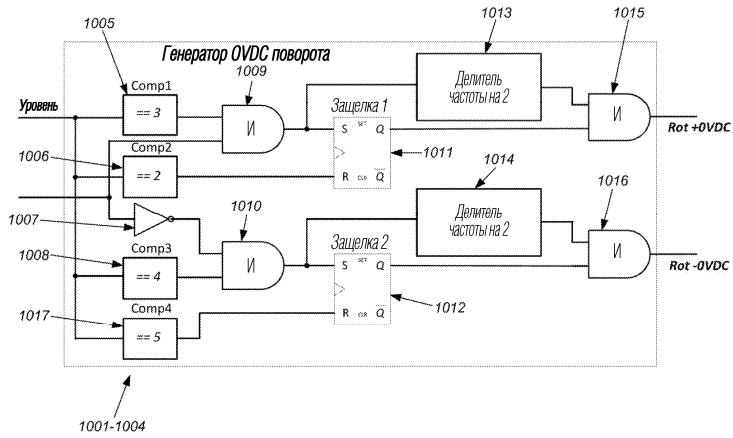 1013
1015
1005
Генератор 0VDC поворота
Comp1
1009
Уровень
== 3
И
Делитель
частоты на 2
И
Защелка 1
S SET Q
Rot +0VDC
1006
Comp2
== 2
1011
R CLR Q
1014
1007
1010
1016
Comp3
1008
== 4
И
Делитель
частоты на 2
И
Защелка 2
S SET Q
Rot -0VDC
Comp4
1017
== 5
1012
R CLR Q
1001-1004